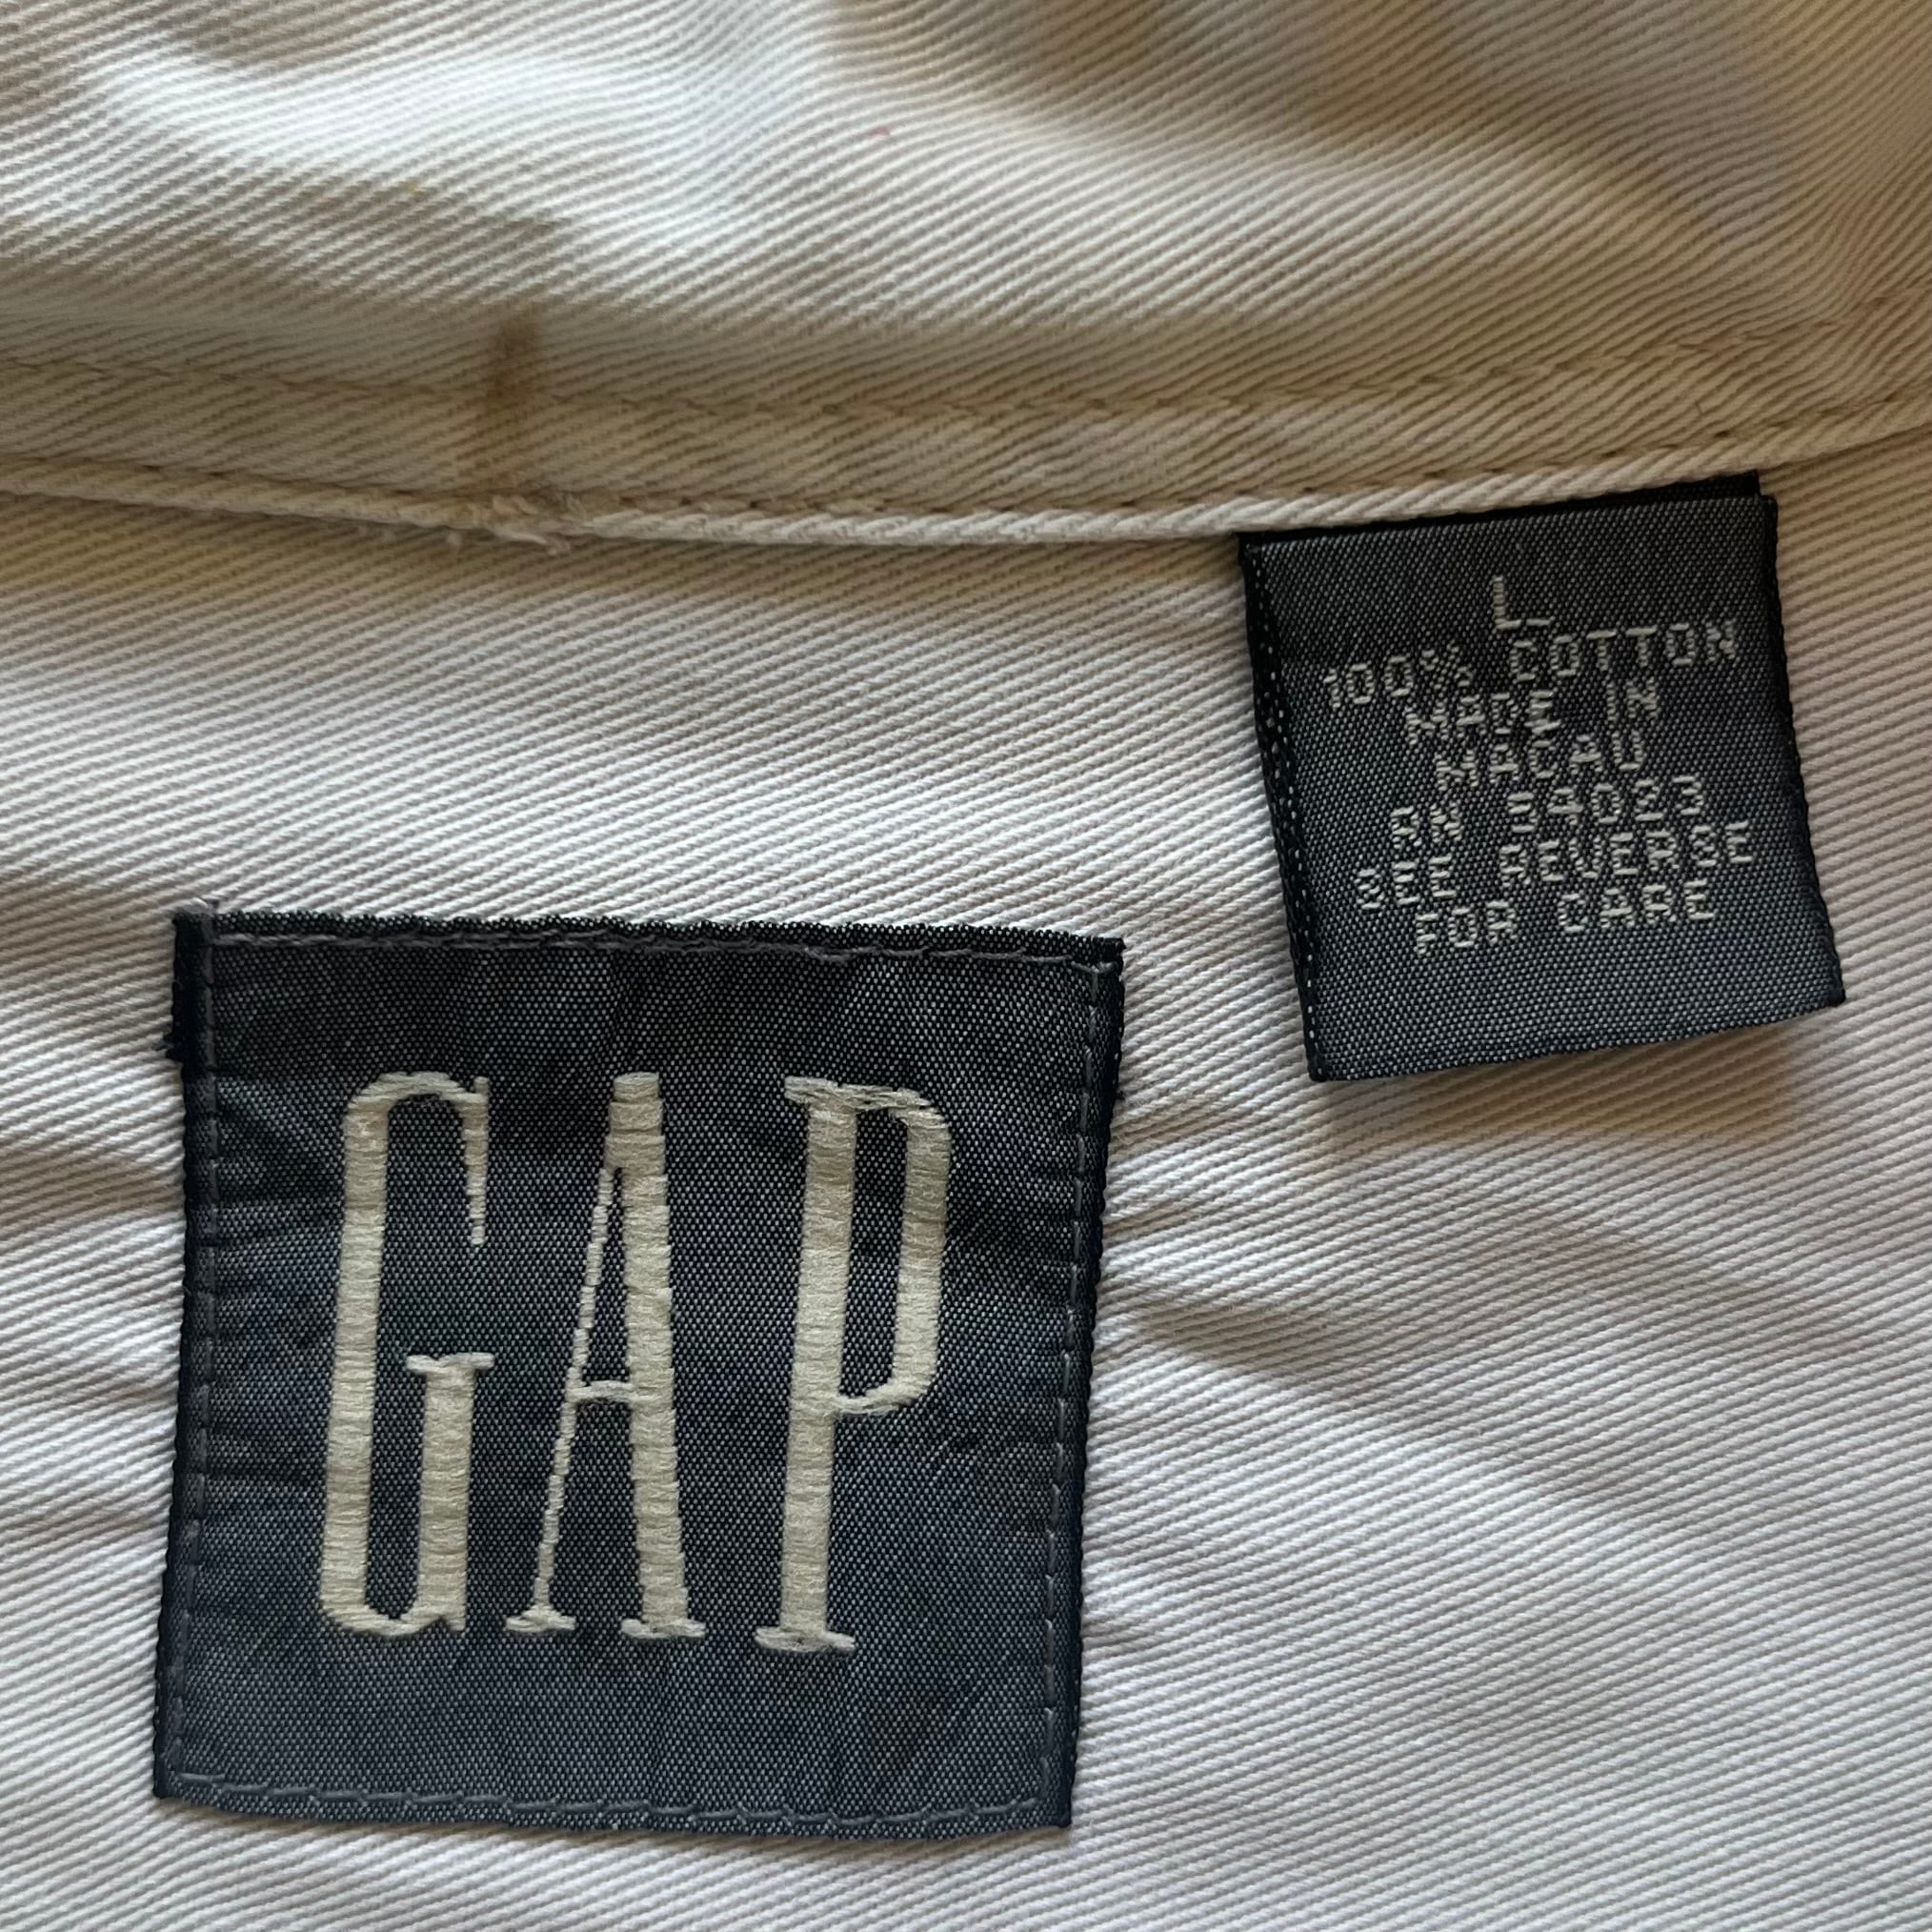 L
100% COTTON
MADE IN
MACAU
RN 54023
SEE REVERSE
FOR CARE
GAP